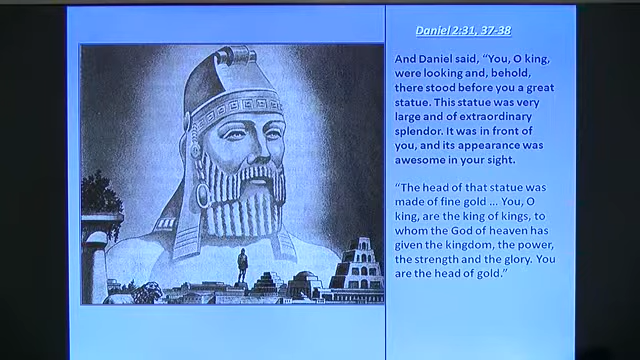 Daniel 2:31, 37-38
And Daniel said, “You, O king,
were looking and, behold,
there stood before you a great
statue. This statue was very
large and of extraordinary
splendor. It was in front of
you, and its appearance was
awesome in your sight.
“The head of that statue was
made of fine gold ... You, O
king, are the king of kings, to
whom the God of heaven has
given the kingdom, the power,
the strength and the glory. You
are the head of gold.”